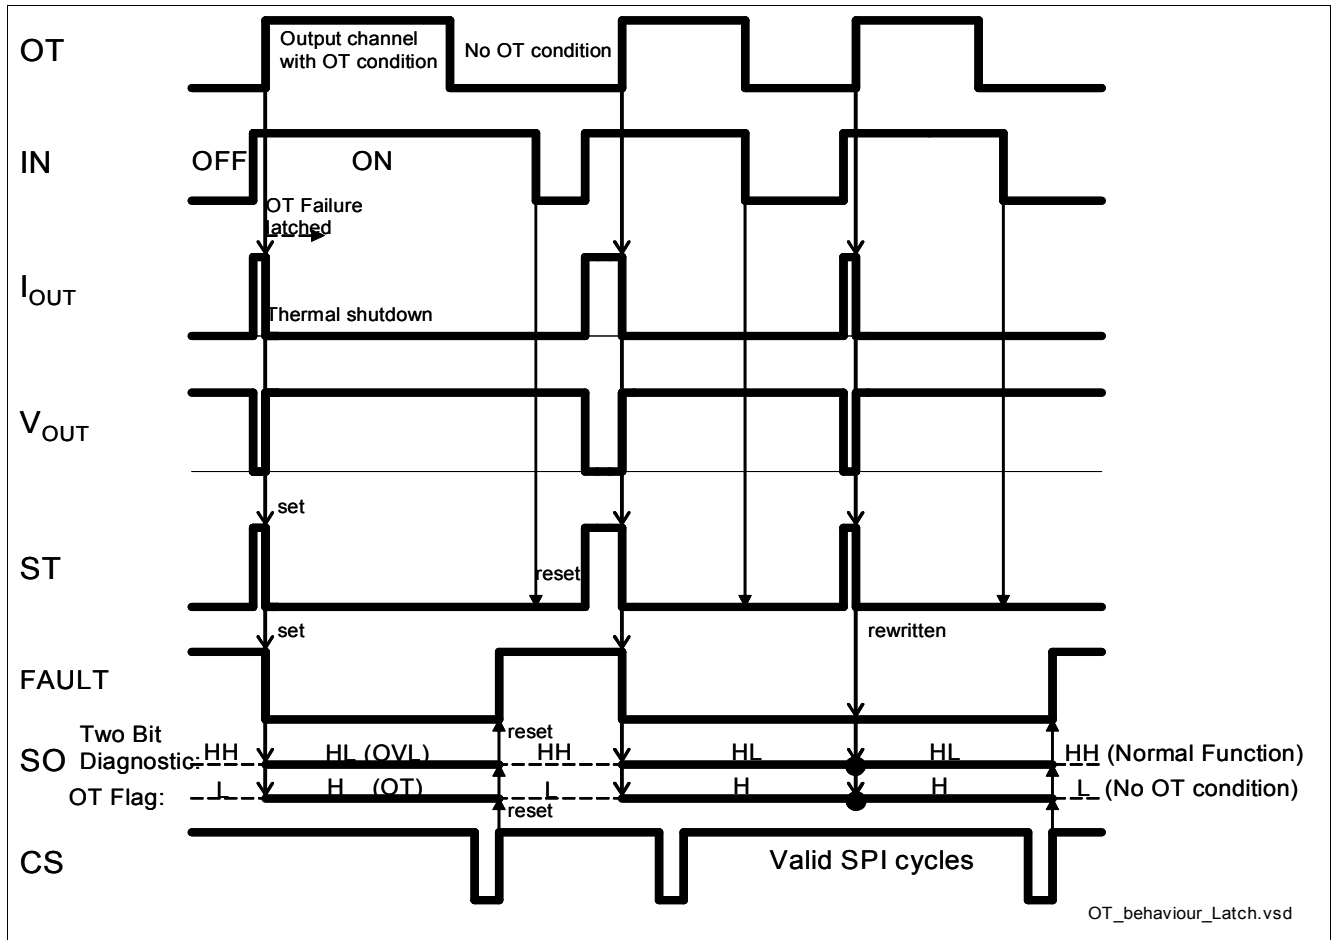 OT
Output channel
with OT condition
No OT condition
IN
OFF
ON
OT Failure
latched
IOUT
Thermal shutdown
VOUT
set
ST
reset
set
rewritten
FAULT
reset
SO
Two Bit
Diagnostic:
HH
HL (OVL)
HH
HL
HL
HH (Normal Function)
OT Flag:
L
H (OT)
L
H
H
L (No OT condition)
reset
CS
Valid SPI cycles
OT_behaviour_Latch.vsd